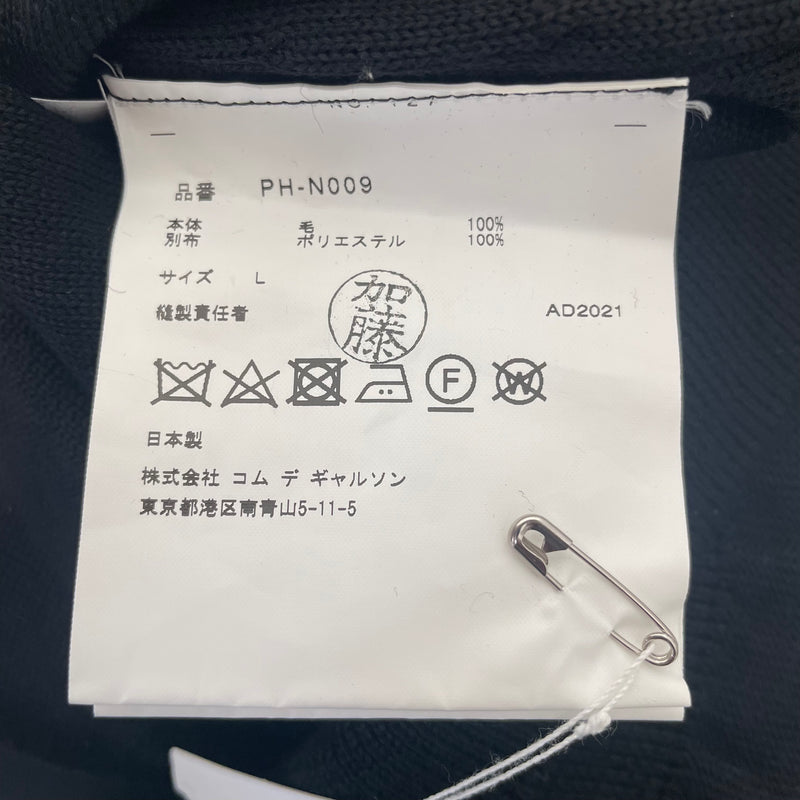 品番 PH-N009
本体 毛 100%
別布 ポリエステル 100%
サイズ L
加藤
縫製責任者 AD2021
F W
日本製
株式会社 コム デ ギャルソン
東京都港区南青山5-11-5